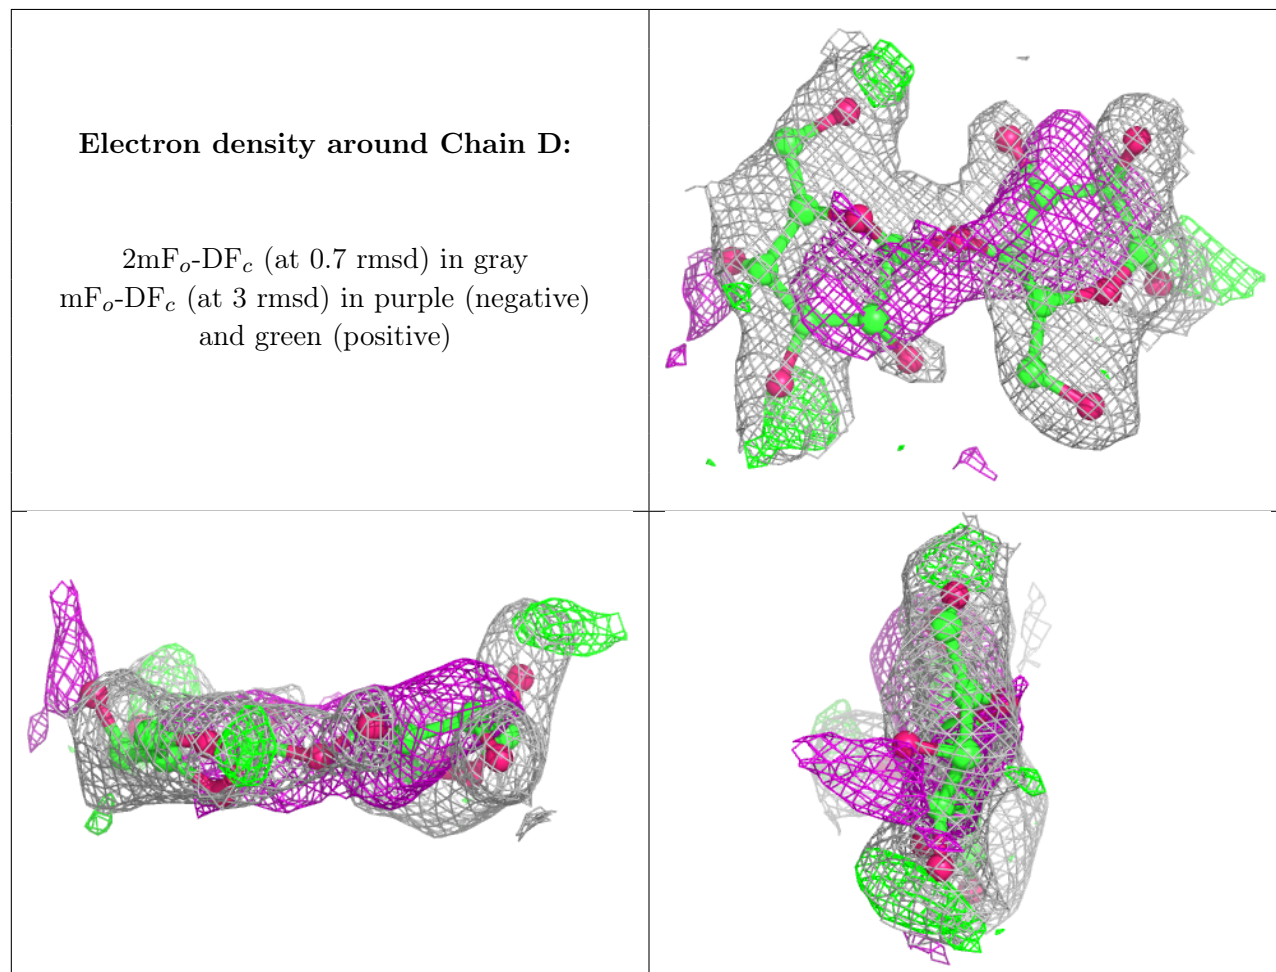 Electron density around Chain D:
2mFo-DFc (at 0.7 rmsd) in gray
mFo-DFc (at 3 rmsd) in purple (negative)
and green (positive)